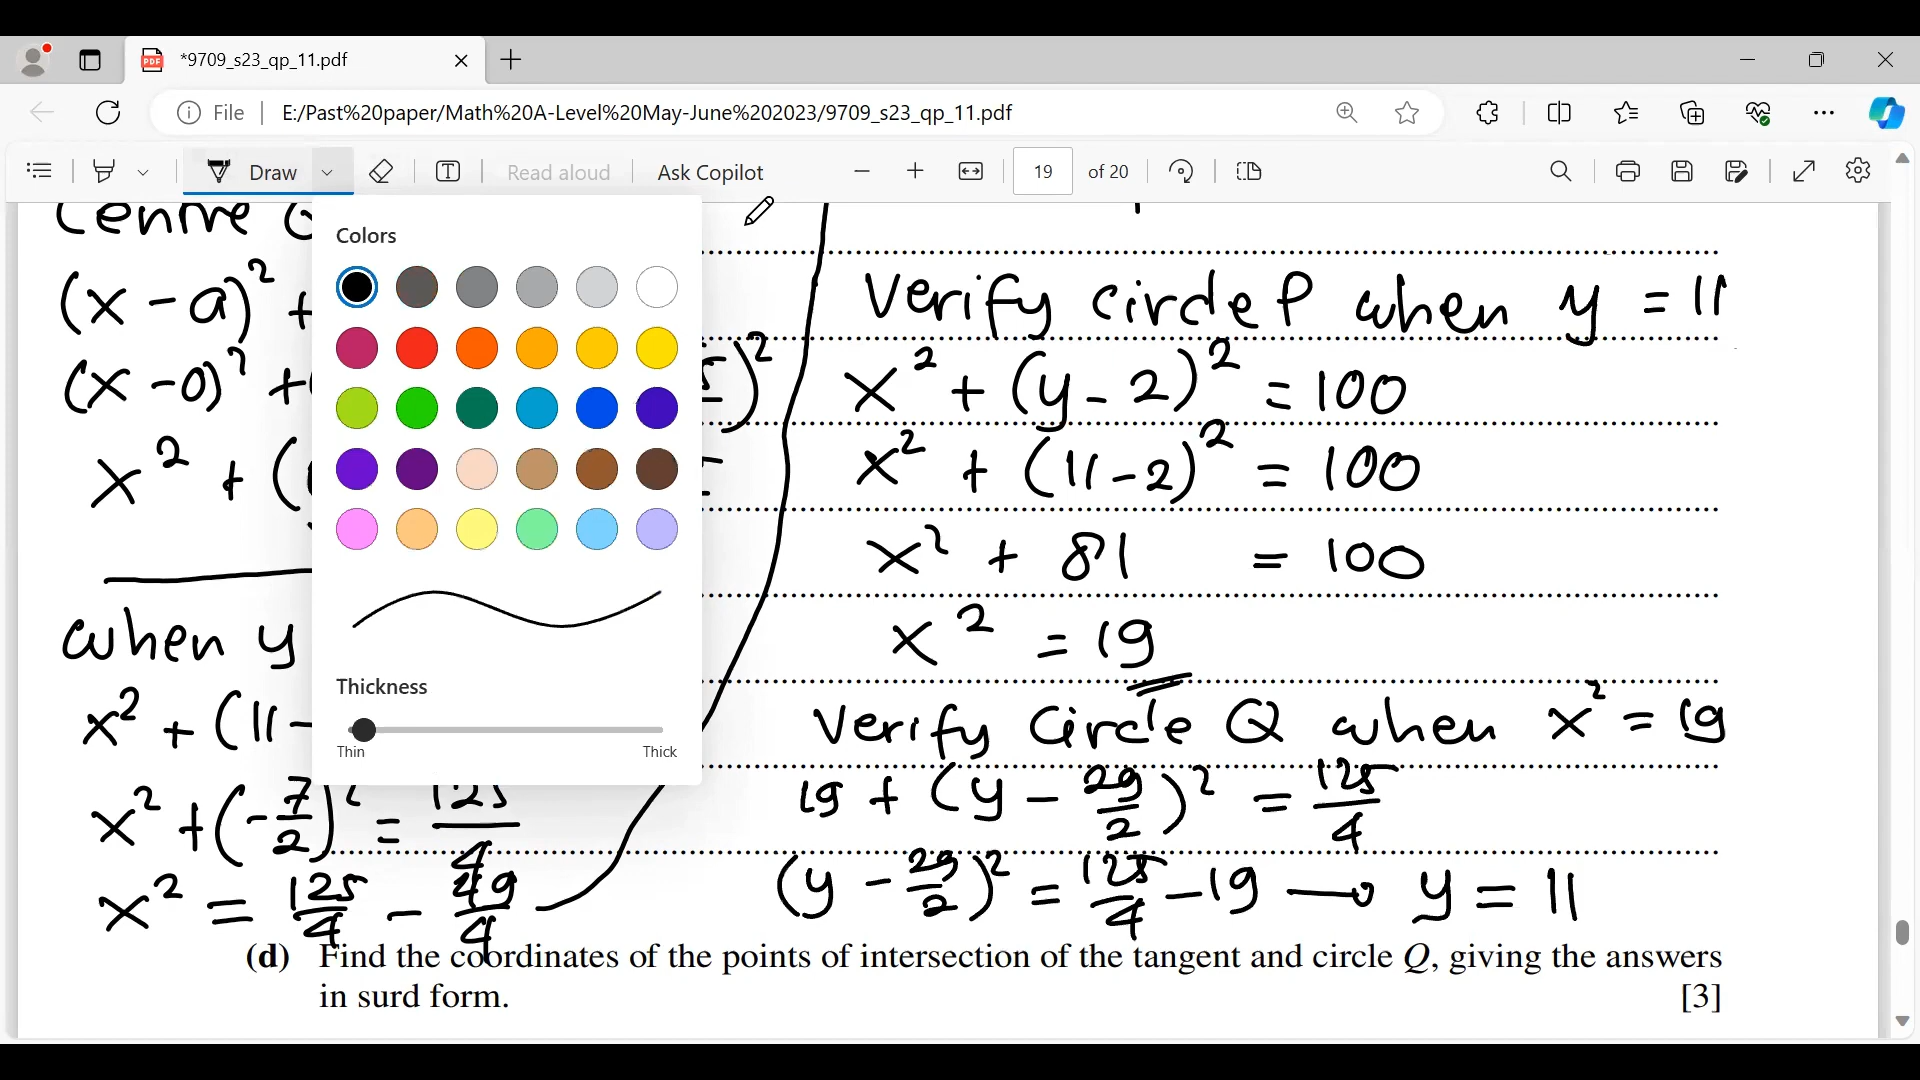 *9709_s23_qp_11.pdf
File E:/Past%20paper/Math%20A-Level%20May-June%202023/9709_s23_qp_11.pdf
Draw Read aloud Ask Copilot 19 of 20
Colors
Thickness
Thin Thick
Centre
(x - a)² +
(x - 0)² +
)²
x² + (
when y
x² + (11 -
x² + (-7/2)² = 125/4
x² = 125/4 - 49/4
Verify circle P when y = 11
x² + (y - 2)² = 100
x² + (11 - 2)² = 100
x² + 81 = 100
x² = 19
Verify Circle Q when x² = 19
19 + (y - 29/2)² = 125/4
(y - 29/2)² = 125/4 - 19 → y = 11
(d) Find the coordinates of the points of intersection of the tangent and circle Q, giving the answers
in surd form. [3]